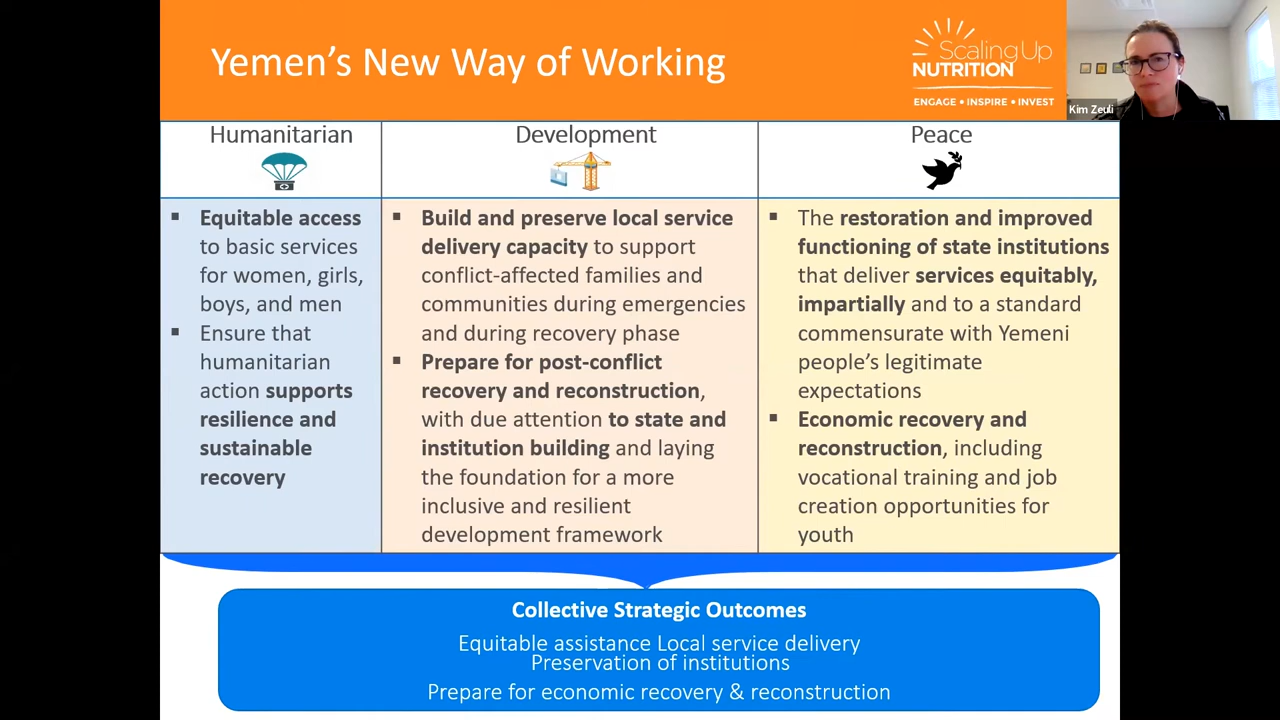 Yemen's New Way of Working
Scaling Up
NUTRITION
ENGAGE • INSPIRE • INVEST
Kim Zeuli
Humanitarian
Development
Peace
▪ Equitable access
to basic services
for women, girls,
boys, and men
▪ Ensure that
humanitarian
action supports
resilience and
sustainable
recovery
▪ Build and preserve local service
delivery capacity to support
conflict-affected families and
communities during emergencies
and during recovery phase
▪ Prepare for post-conflict
recovery and reconstruction,
with due attention to state and
institution building and laying
the foundation for a more
inclusive and resilient
development framework
▪ The restoration and improved
functioning of state institutions
that deliver services equitably,
impartially and to a standard
commensurate with Yemeni
people's legitimate
expectations
▪ Economic recovery and
reconstruction, including
vocational training and job
creation opportunities for
youth
Collective Strategic Outcomes
Equitable assistance Local service delivery
Preservation of institutions
Prepare for economic recovery & reconstruction